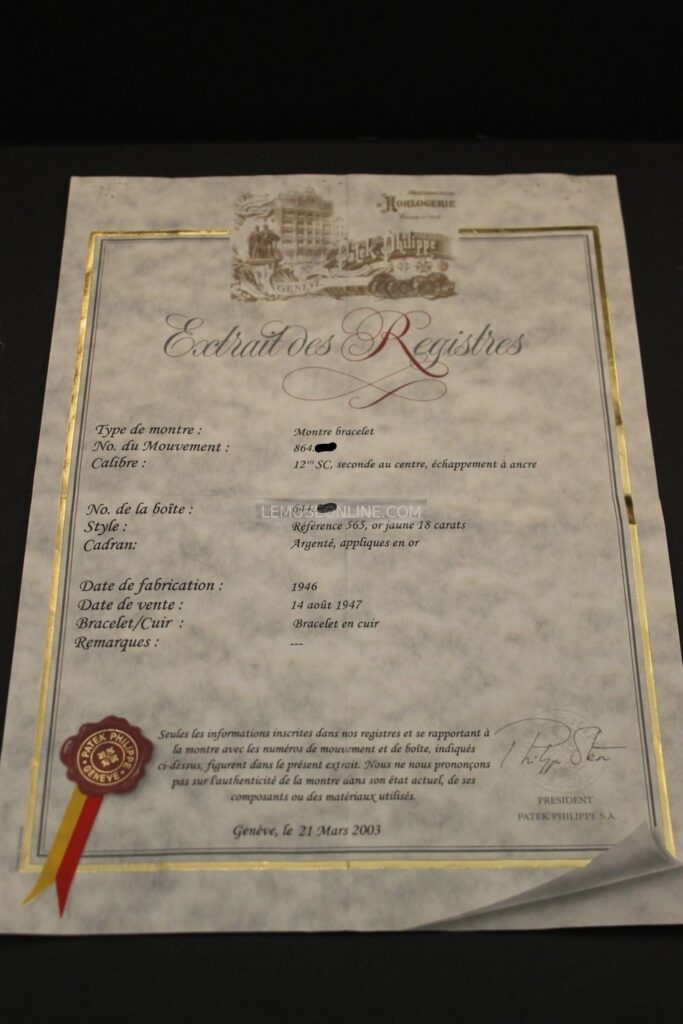 HORLOGERIE
Patek Philippe
GENÈVE
Extrait des Registres
Type de montre : Montre bracelet
No. du Mouvement : 864.
Calibre : 12''' SC, seconde au centre, échappement à ancre
No. de la boîte : 644.
LEMOSEONLINE.COM
Style : Référence 565, or jaune 18 carats
Cadran: Argenté, appliques en or
Date de fabrication : 1946
Date de vente : 14 août 1947
Bracelet/Cuir : Bracelet en cuir
Remarques : ---
Seules les informations inscrites dans nos registres et se rapportant à
la montre avec les numéros de mouvement et de boîte, indiqués
ci-dessus, figurent dans le présent extrait. Nous ne nous prononçons
pas sur l'authenticité de la montre dans son état actuel, de ses
composants ou des matériaux utilisés.
Genève, le 21 Mars 2003
PATEK PHILIPPE
GENÈVE
Philippe Stern
PRESIDENT
PATEK PHILIPPE S.A.